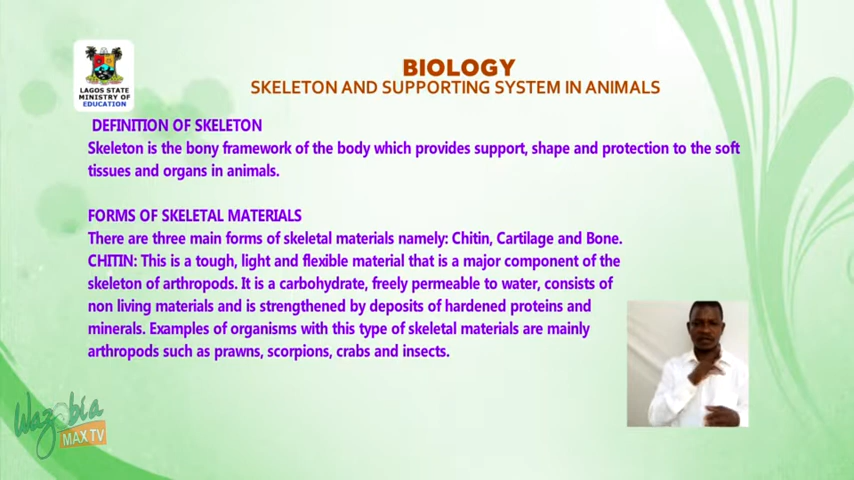 LAGOS STATE
MINISTRY OF
EDUCATION
BIOLOGY
SKELETON AND SUPPORTING SYSTEM IN ANIMALS
DEFINITION OF SKELETON
Skeleton is the bony framework of the body which provides support, shape and protection to the soft
tissues and organs in animals.
FORMS OF SKELETAL MATERIALS
There are three main forms of skeletal materials namely: Chitin, Cartilage and Bone.
CHITIN: This is a tough, light and flexible material that is a major component of the
skeleton of arthropods. It is a carbohydrate, freely permeable to water, consists of
non living materials and is strengthened by deposits of hardened proteins and
minerals. Examples of organisms with this type of skeletal materials are mainly
arthropods such as prawns, scorpions, crabs and insects.
Wazobia
MAX TV